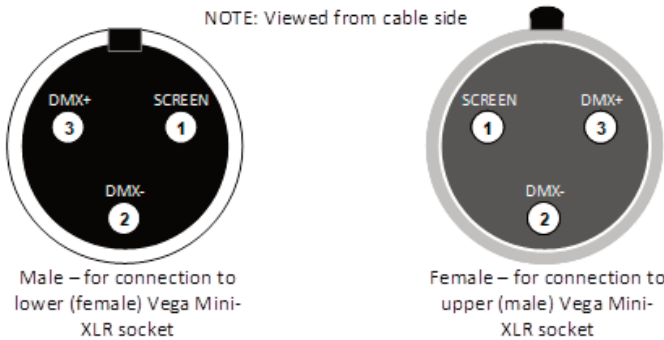 NOTE: Viewed from cable side
DMX+
SCREEN
3
1
DMX-
2
Male – for connection to
lower (female) Vega Mini-
XLR socket
SCREEN
DMX+
1
3
DMX-
2
Female – for connection to
upper (male) Vega Mini-
XLR socket